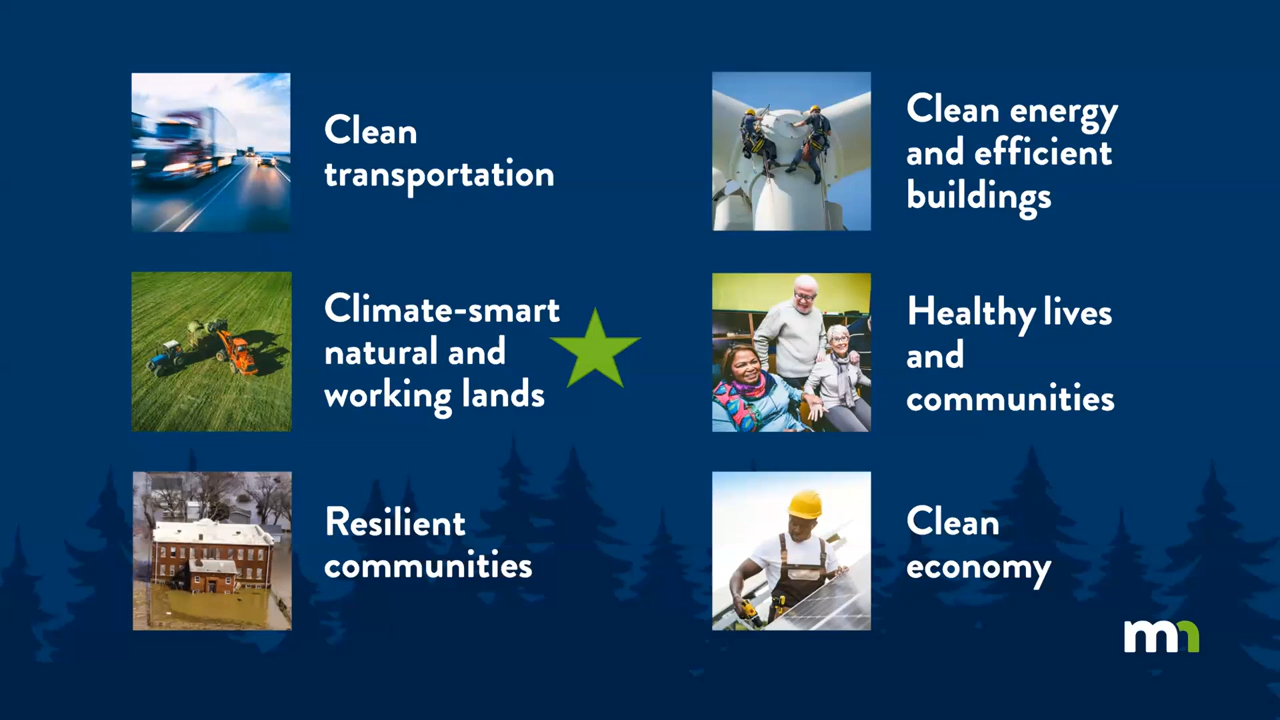 Clean
transportation
Clean energy
and efficient
buildings
Climate-smart
natural and
working lands
Healthy lives
and
communities
Resilient
communities
Clean
economy
mn